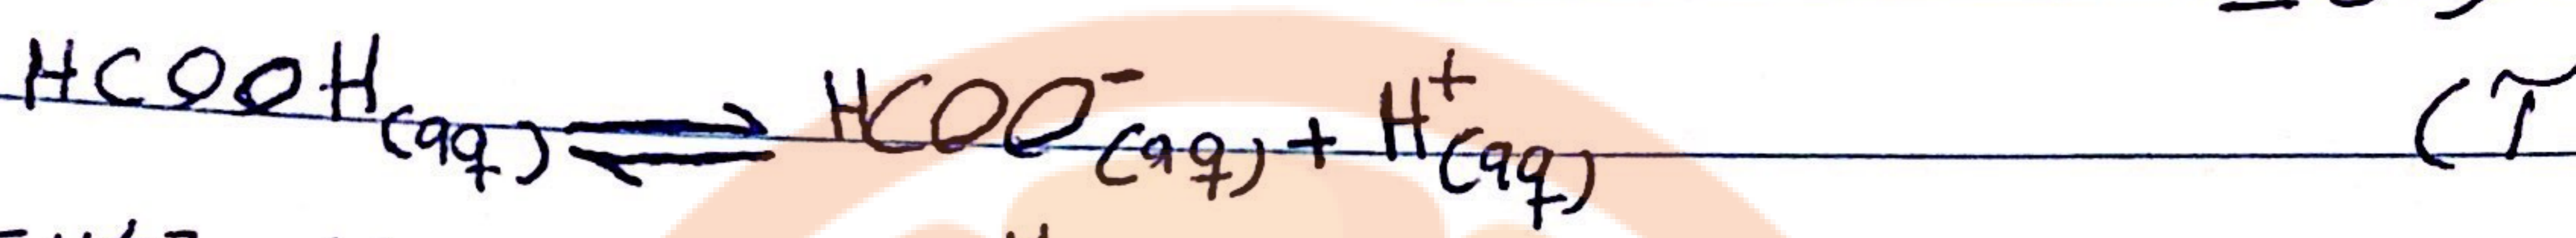 HCOOH(aq) ⇌ HCOO⁻(aq) + H⁺(aq)